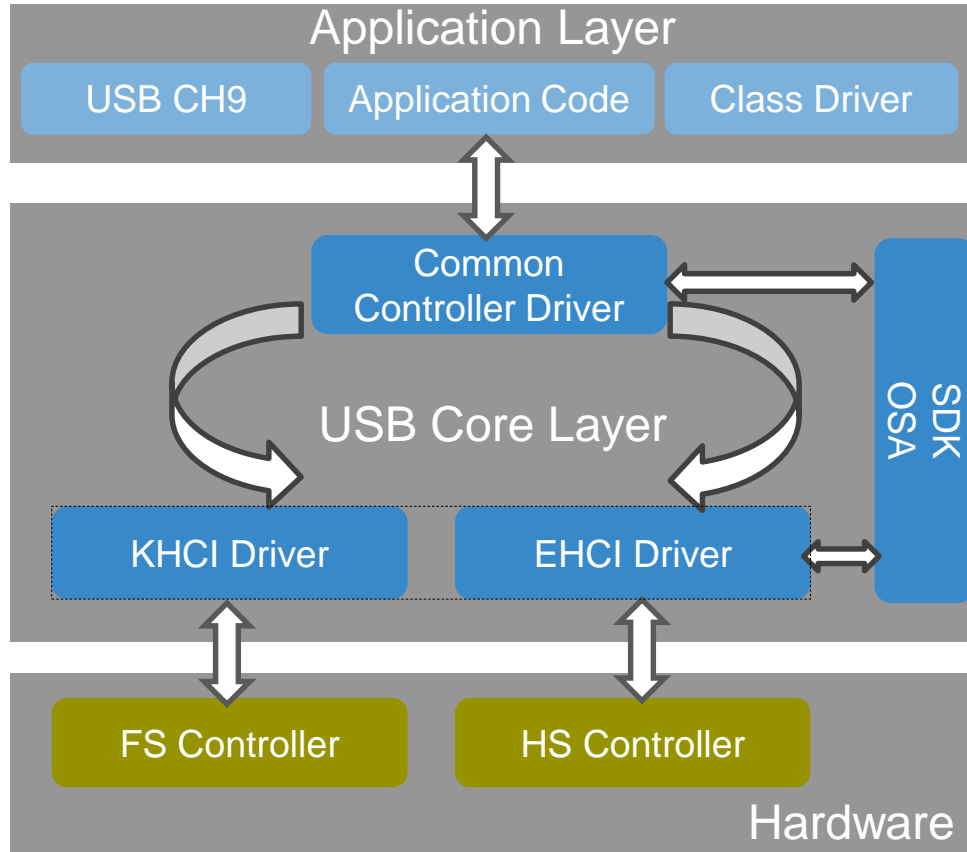 Application Layer
USB CH9
Application Code
Class Driver
Common
Controller Driver
USB Core Layer
SDK
OSA
KHCI Driver
EHCI Driver
FS Controller
HS Controller
Hardware